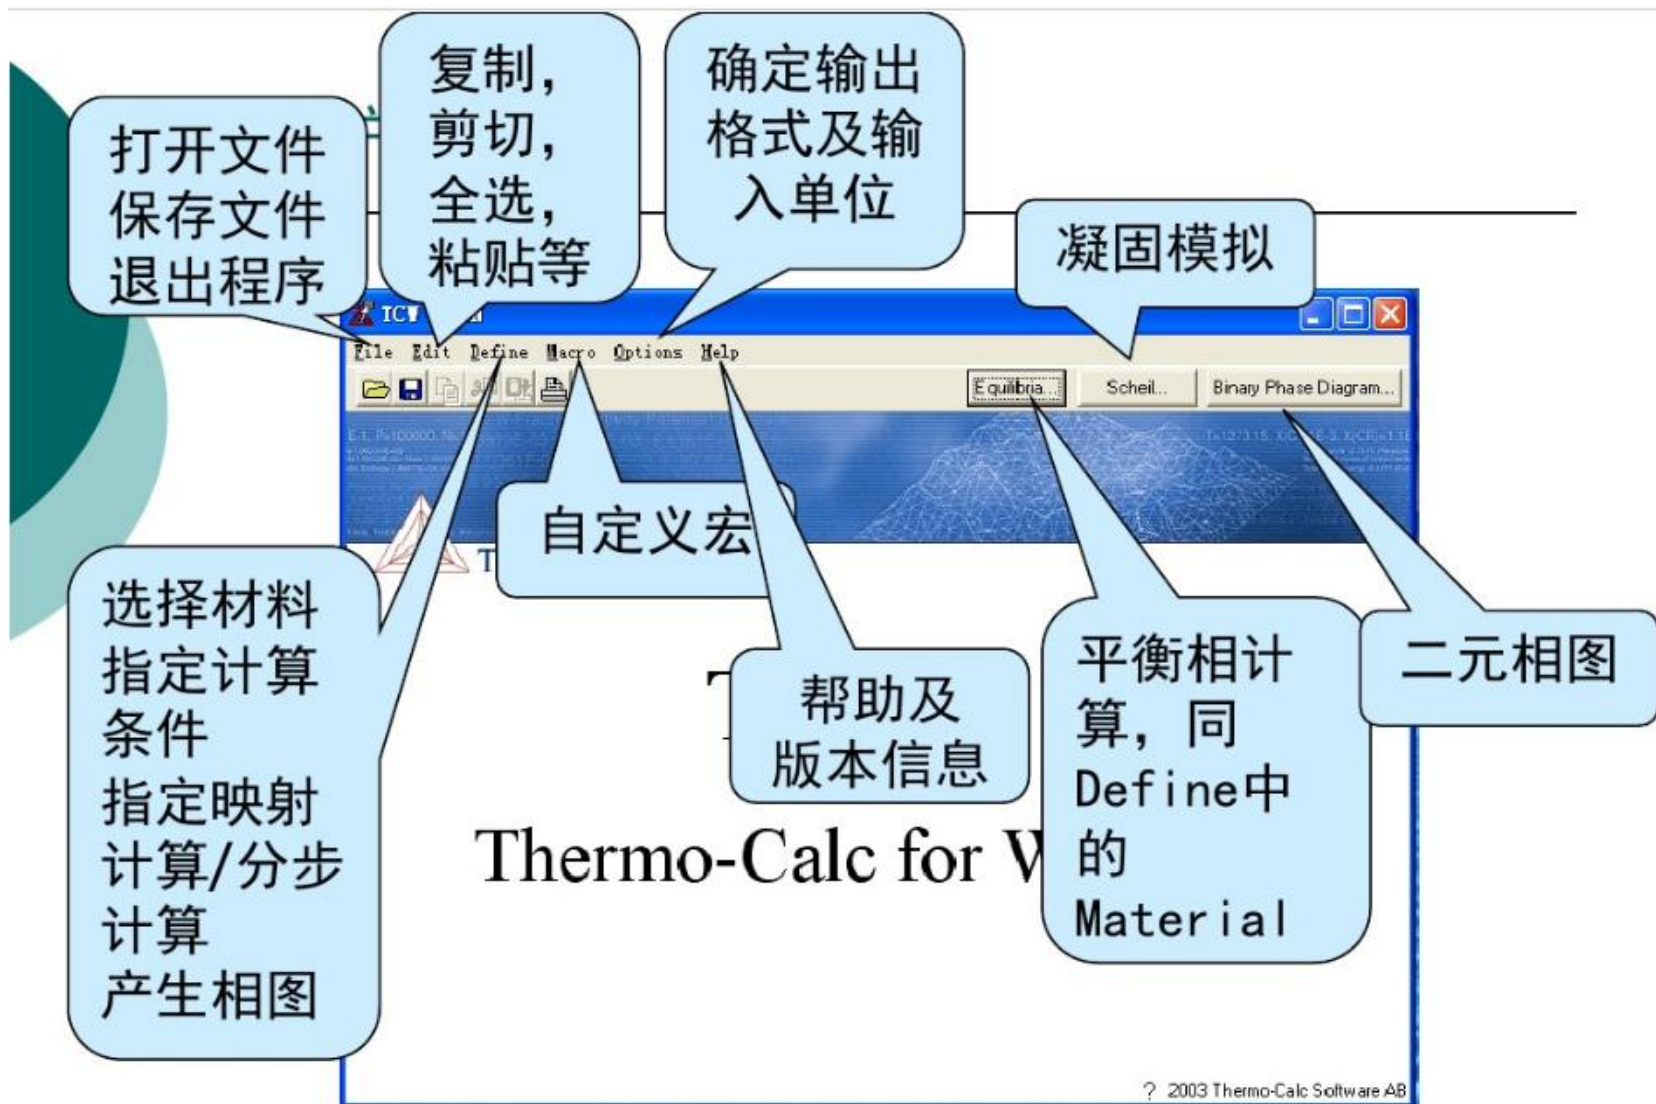 打开文件
保存文件
退出程序
复制，
剪切，
全选，
粘贴等
确定输出
格式及输
入单位
凝固模拟
TCW
File Edit Define Macro Options Help
Equilibria... Scheil... Binary Phase Diagram...
自定义宏
选择材料
指定计算
条件
指定映射
计算/分步
计算
产生相图
帮助及
版本信息
平衡相计
算，同
Define中
的
Material
二元相图
Thermo-Calc for W
? 2003 Thermo-Calc Software AB